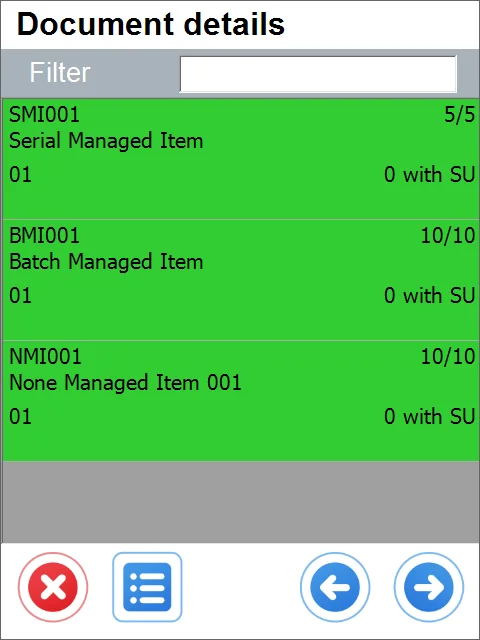 Document details
Filter
SMI001 5/5
Serial Managed Item
01 0 with SU
BMI001 10/10
Batch Managed Item
01 0 with SU
NMI001 10/10
None Managed Item 001
01 0 with SU